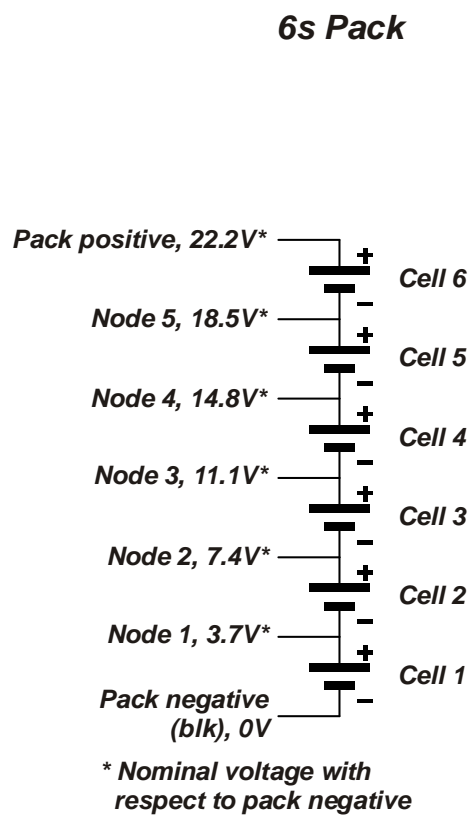 6s Pack
Pack positive, 22.2V*
+
Cell 6
–
Node 5, 18.5V*
+
Cell 5
–
Node 4, 14.8V*
+
Cell 4
–
Node 3, 11.1V*
+
Cell 3
–
Node 2, 7.4V*
+
Cell 2
–
Node 1, 3.7V*
+
Cell 1
–
Pack negative
(blk), 0V
* Nominal voltage with
respect to pack negative